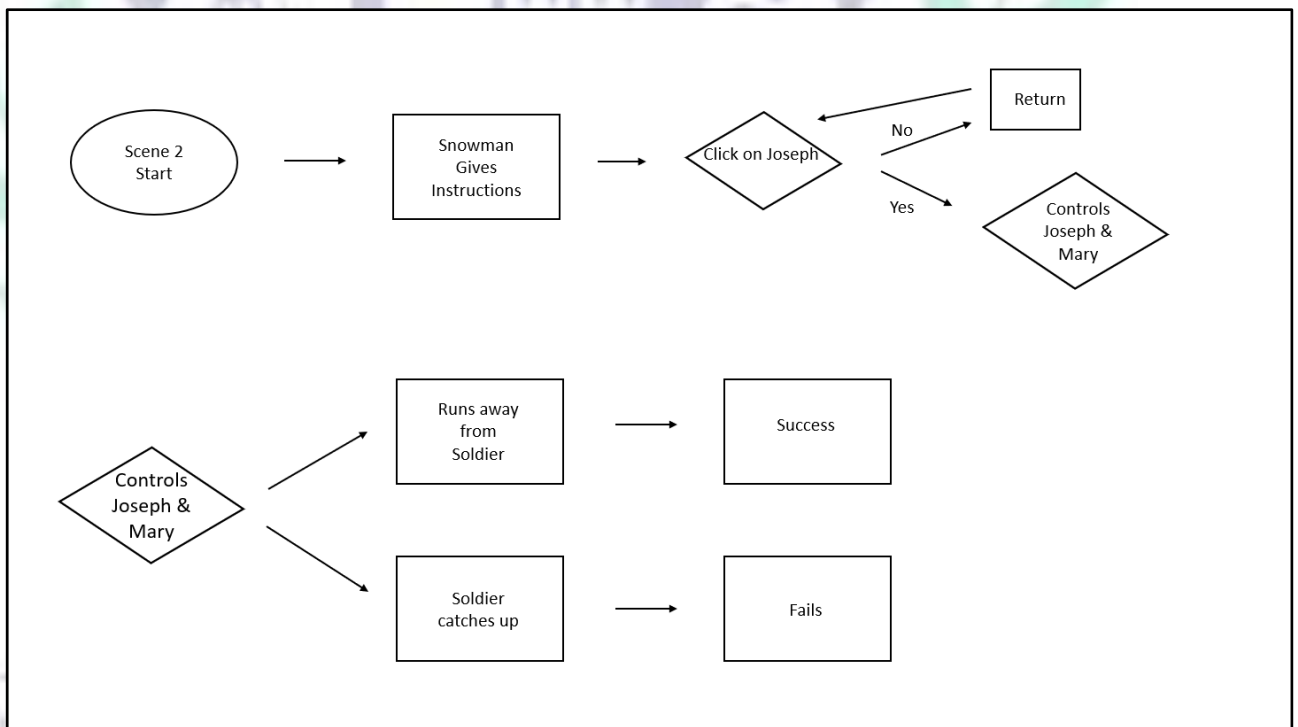 Scene 2
Start
Snowman
Gives
Instructions
Click on Joseph
No
Yes
Return
Controls
Joseph &
Mary
Controls
Joseph &
Mary
Runs away
from
Soldier
Success
Soldier
catches up
Fails